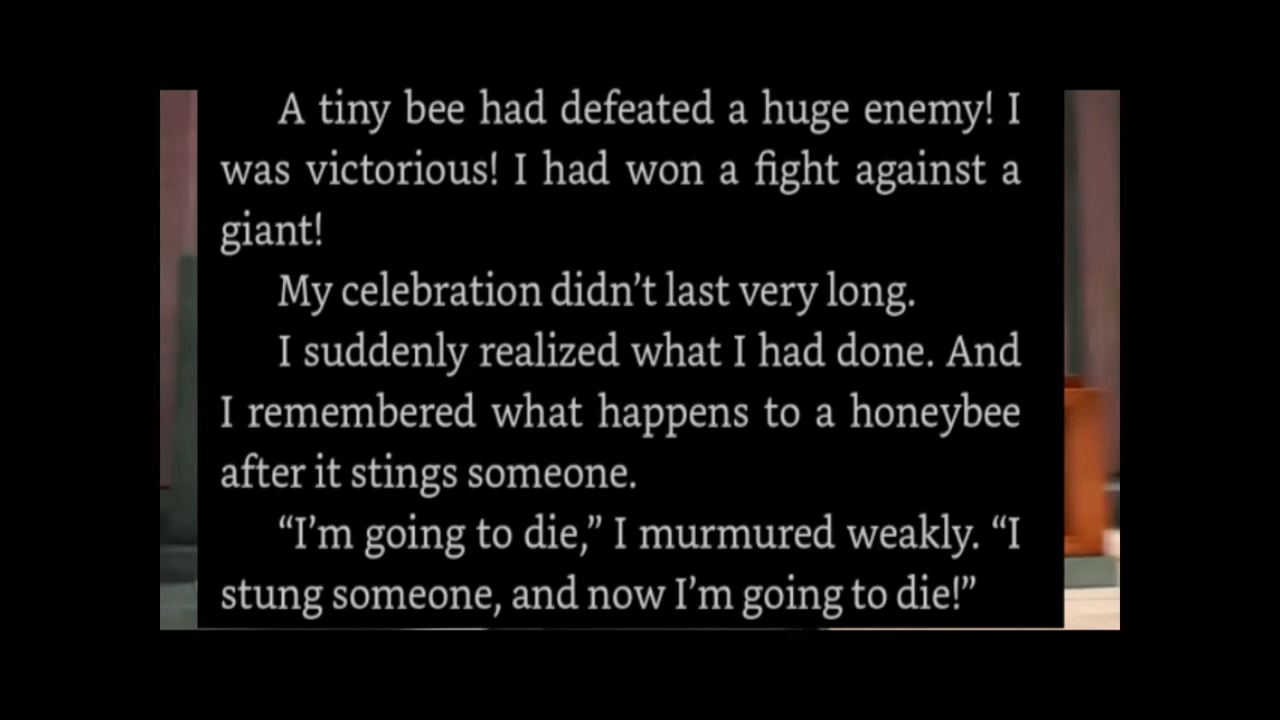 A tiny bee had defeated a huge enemy! I
was victorious! I had won a fight against a
giant!
My celebration didn’t last very long.
I suddenly realized what I had done. And
I remembered what happens to a honeybee
after it stings someone.
“I’m going to die,” I murmured weakly. “I
stung someone, and now I’m going to die!”